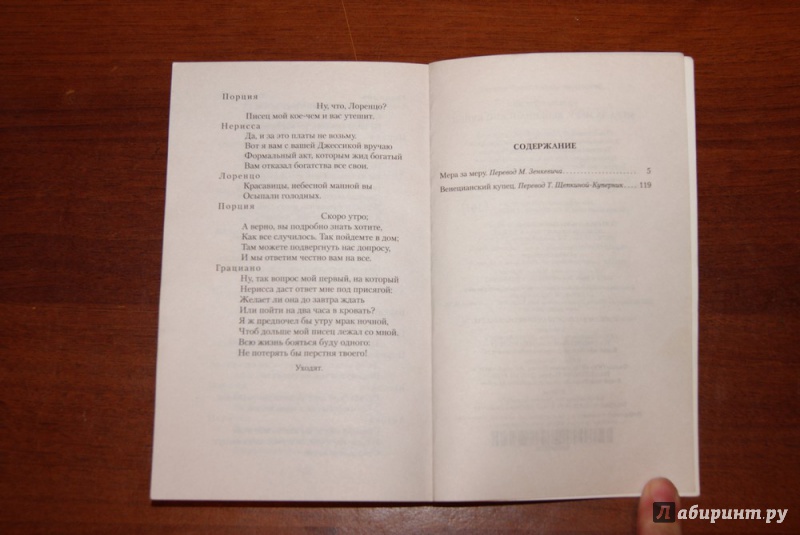 Порция
Ну, что, Лоренцо?
Писец мой кое-чем и вас утешит.
Нерисса
Да, и за это платы не возьму.
Вот я вам с вашей Джессикой вручаю
Формальный акт, которым жид богатый
Вам отказал богатства все свои.
Лоренцо
Красавицы, небесной манной вы
Осыпали голодных.
Порция
Скоро утро;
А верно, вы подробно знать хотите,
Как все случилось. Так пойдемте в дом;
Там можете подвергнуть нас допросу,
И мы ответим честно вам на все.
Грациано
Ну, так вопрос мой первый, на который
Нерисса даст ответ мне под присягой:
Желает ли она до завтра ждать
Или пойти на два часа в кровать?
Я ж предпочел бы утру мрак ночной,
Чтоб дольше мой писец лежал со мной.
Всю жизнь бояться буду одного:
Не потерять бы перстня твоего!
Уходят.
СОДЕРЖАНИЕ
Мера за меру. Перевод М. Зенкевича ..................... 5
Венецианский купец. Перевод Т. Щепкиной-Куперник ..... 119
Лабиринт.ру